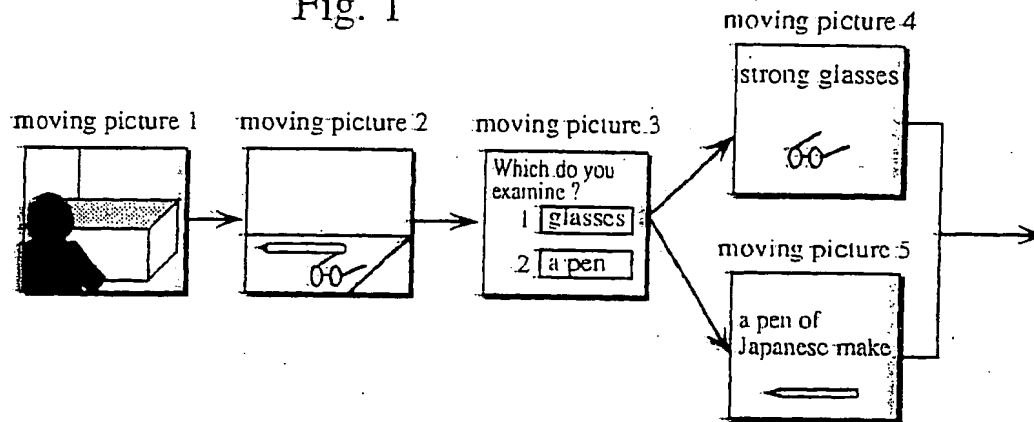 Fig. 1
moving picture 1
moving picture 2
moving picture 3
Which do you
examine ?
1 glasses
2 a pen
moving picture 4
strong glasses
moving picture 5
a pen of
Japanese make